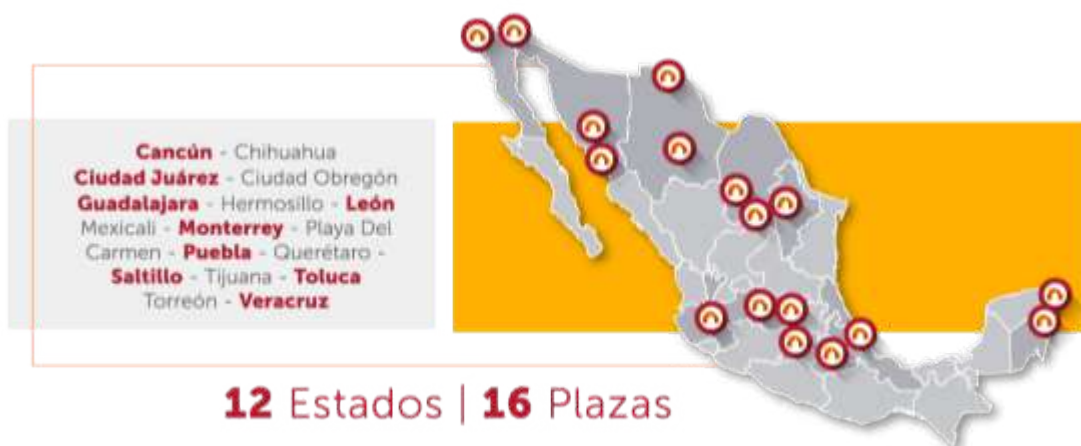 Cancún - Chihuahua
Ciudad Juárez - Ciudad Obregón
Guadalajara - Hermosillo - León
Mexicali - Monterrey - Playa Del
Carmen - Puebla - Querétaro -
Saltillo - Tijuana - Toluca
Torreón - Veracruz
12 Estados | 16 Plazas